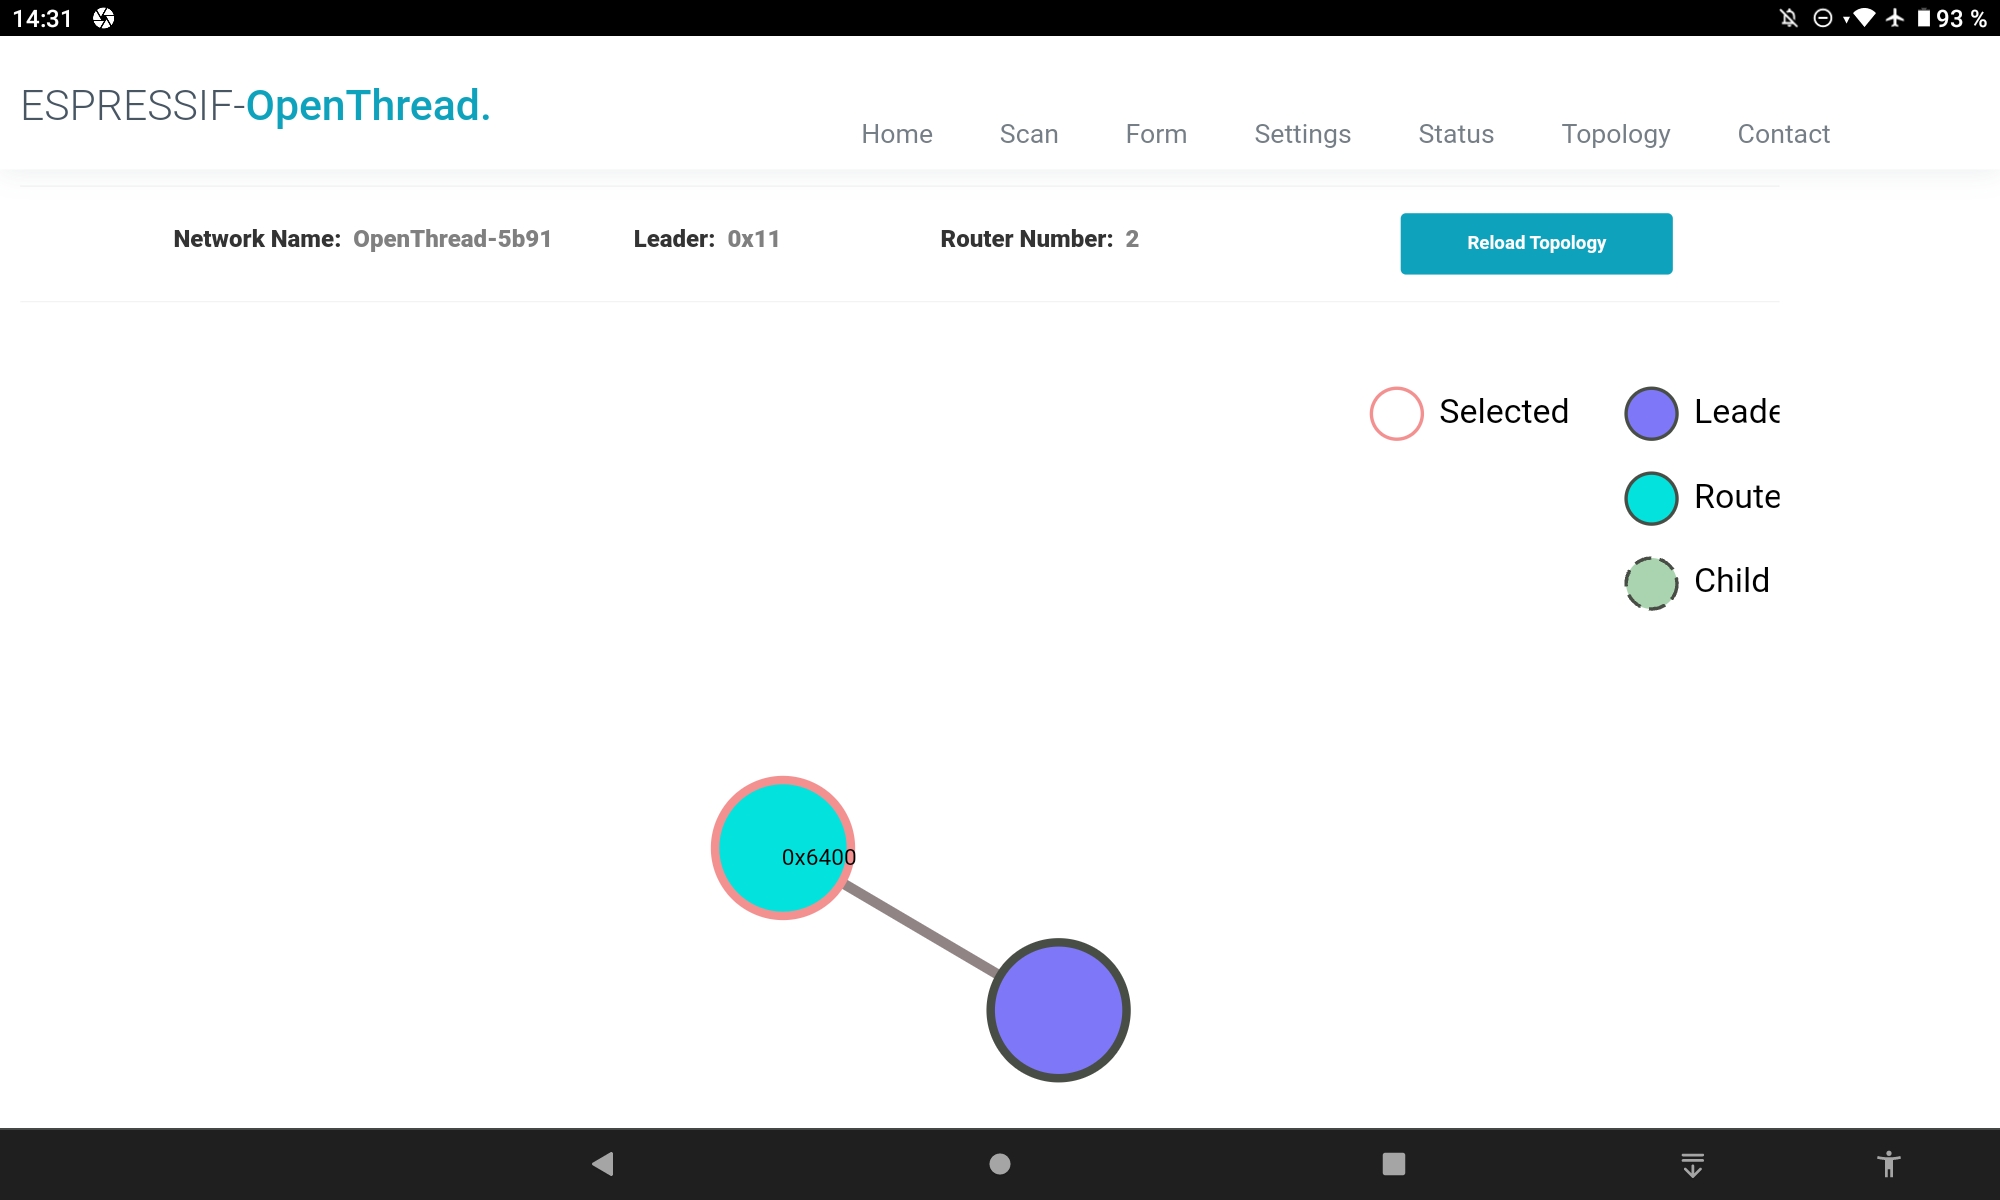 14:31 93 %
ESPRESSIF-OpenThread.
Home Scan Form Settings Status Topology Contact
Network Name: OpenThread-5b91 Leader: 0x11 Router Number: 2 Reload Topology
Selected Leade
Route
Child
0x6400